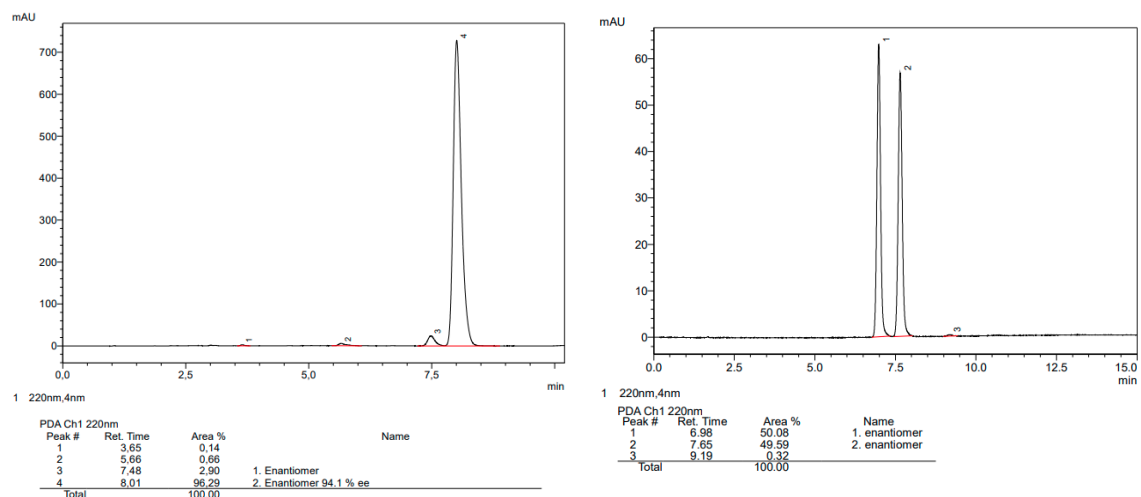 mAU
700
600
500
400
300
200
100
0
1
2
3
4
0,0 2,5 5,0 7,5
min
1 220nm,4nm
PDA Ch1 220nm
Peak # Ret. Time Area % Name
1 3,65 0,14
2 5,66 0,66
3 7,48 2,90 1. Enantiomer
4 8,01 96,29 2. Enantiomer 94.1 % ee
Total 100,00
mAU
60
50
40
30
20
10
0
1
2
3
0.0 2.5 5.0 7.5 10.0 12.5 15.0
min
1 220nm,4nm
PDA Ch1 220nm
Peak # Ret. Time Area % Name
1 6.98 50.08 1. enantiomer
2 7.65 49.59 2. enantiomer
3 9.19 0.32
Total 100.00